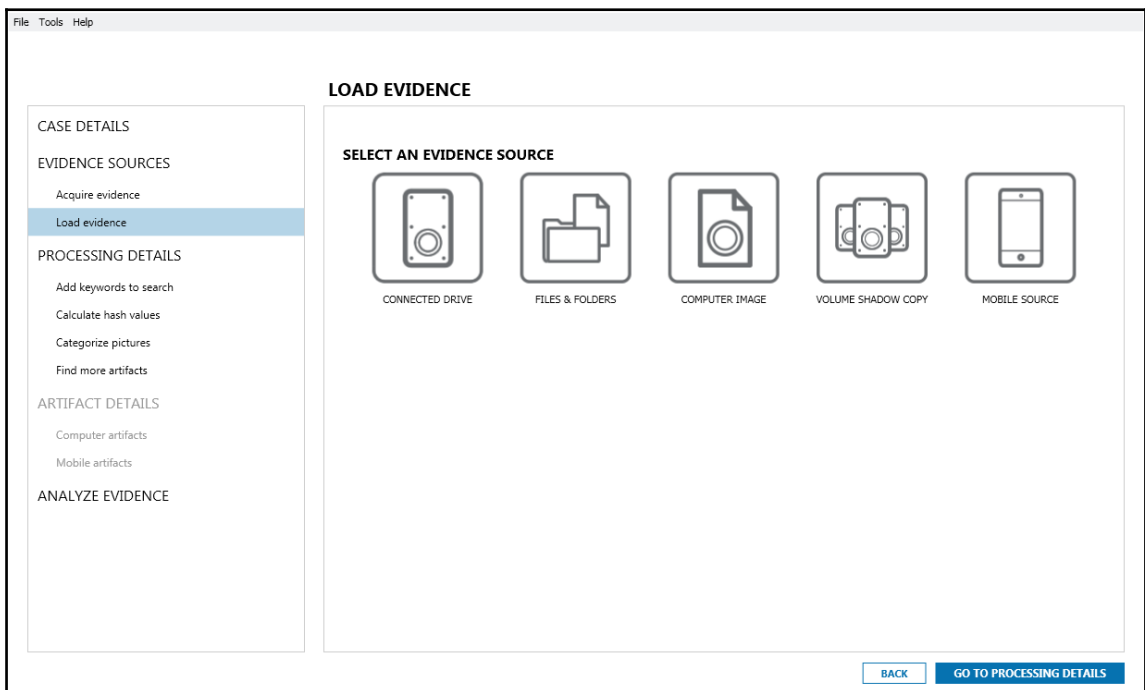 File Tools Help
LOAD EVIDENCE
CASE DETAILS
EVIDENCE SOURCES
Acquire evidence
Load evidence
PROCESSING DETAILS
Add keywords to search
Calculate hash values
Categorize pictures
Find more artifacts
ARTIFACT DETAILS
Computer artifacts
Mobile artifacts
ANALYZE EVIDENCE
SELECT AN EVIDENCE SOURCE
CONNECTED DRIVE
FILES & FOLDERS
COMPUTER IMAGE
VOLUME SHADOW COPY
MOBILE SOURCE
BACK
GO TO PROCESSING DETAILS